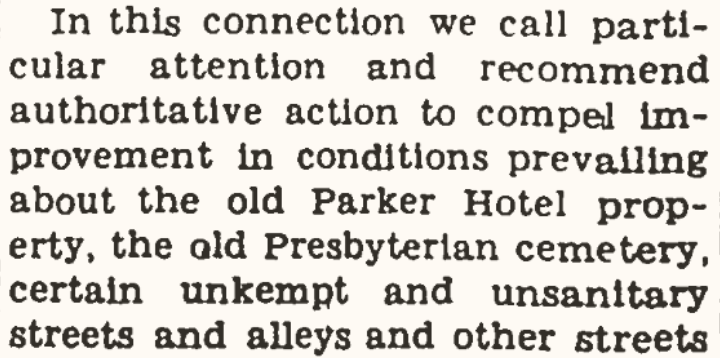 In this connection we call parti-
cular attention and recommend
authoritative action to compel im-
provement in conditions prevailing
about the old Parker Hotel prop-
erty, the old Presbyterian cemetery,
certain unkempt and unsanitary
streets and alleys and other streets